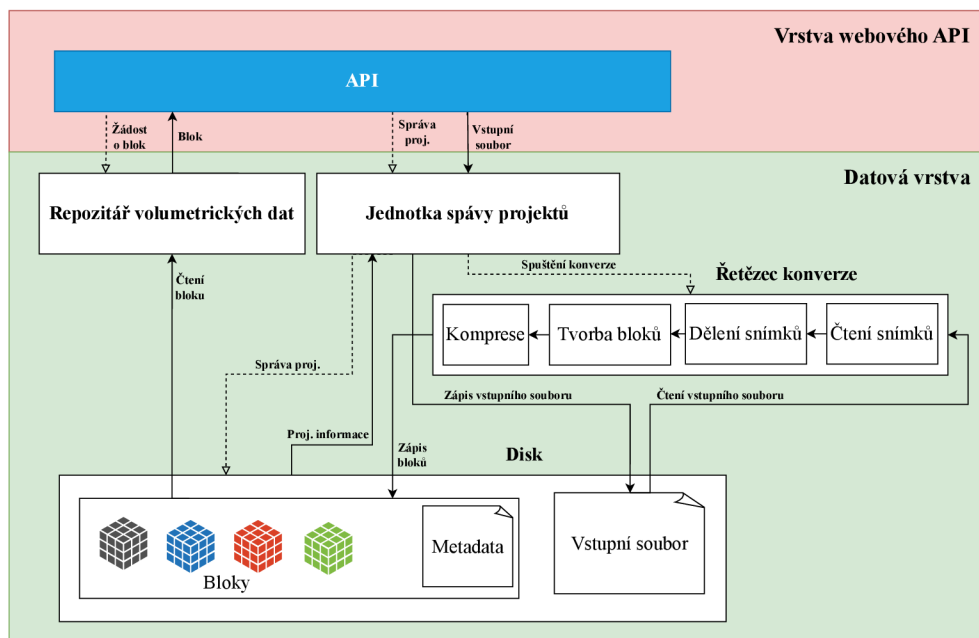 Vrstva webového API
API
Žádost
o blok
Blok
Správa
proj.
Vstupní
soubor
Datová vrstva
Repozitář volumetrických dat
Jednotka spávy projektů
Čtení
bloku
Spuštění konverze
Řetězec konverze
Komprese
Tvorba bloků
Dělení snímků
Čtení snímků
Správa proj.
Zápis vstupního souboru
Čtení vstupního souboru
Proj. informace
Zápis
bloků
Disk
Metadata
Vstupní soubor
Bloky